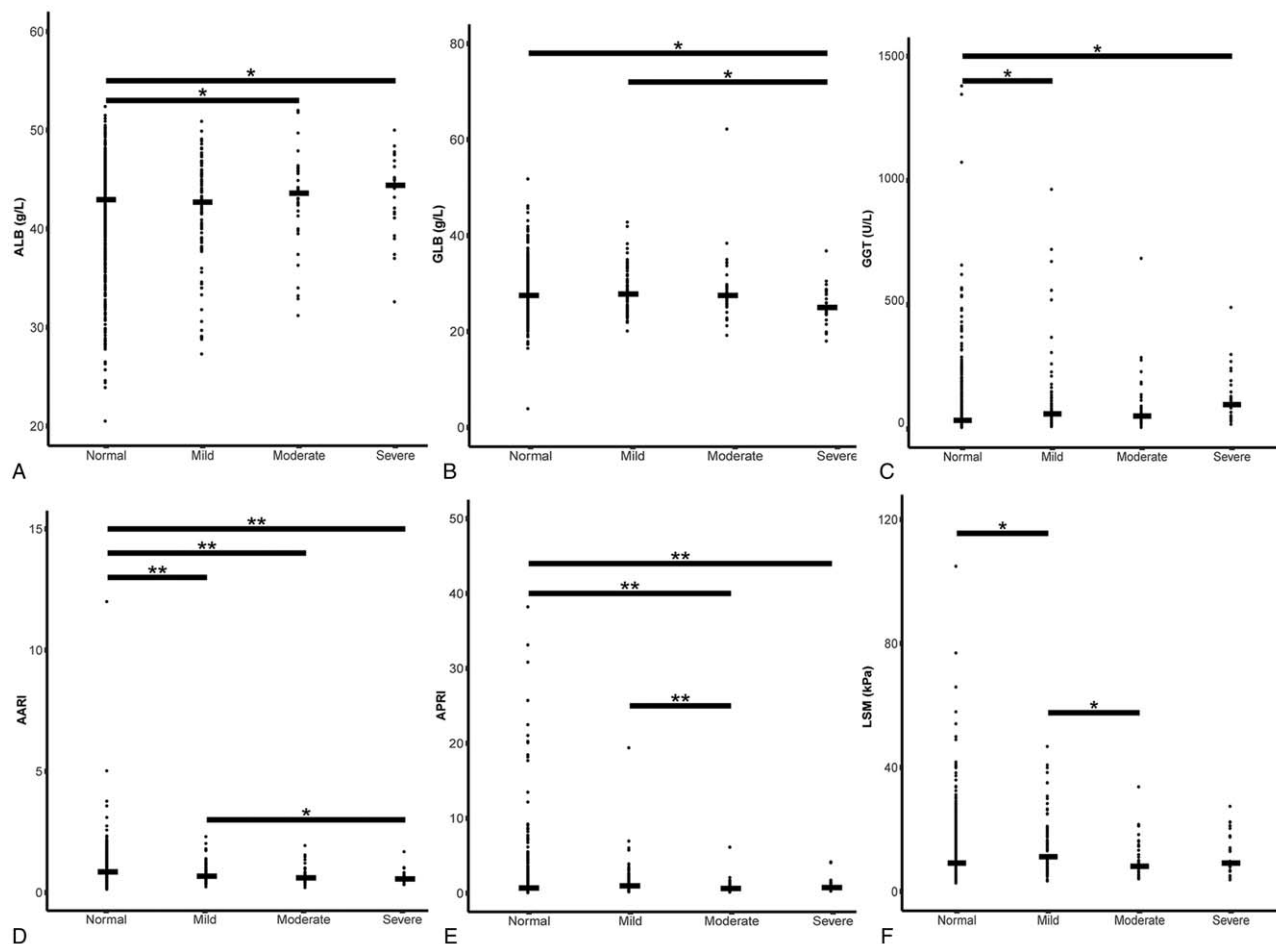 60
50
40
30
20
ALB (g/L)
*
*
Normal Mild Moderate Severe
A
80
60
40
20
0
GLB (g/L)
*
*
Normal Mild Moderate Severe
B
1500
1000
500
0
GGT (U/L)
*
*
Normal Mild Moderate Severe
C
15
10
5
0
AARI
**
**
**
*
Normal Mild Moderate Severe
D
50
40
30
20
10
0
APRI
**
**
**
Normal Mild Moderate Severe
E
120
80
40
0
LSM (kPa)
*
*
Normal Mild Moderate Severe
F